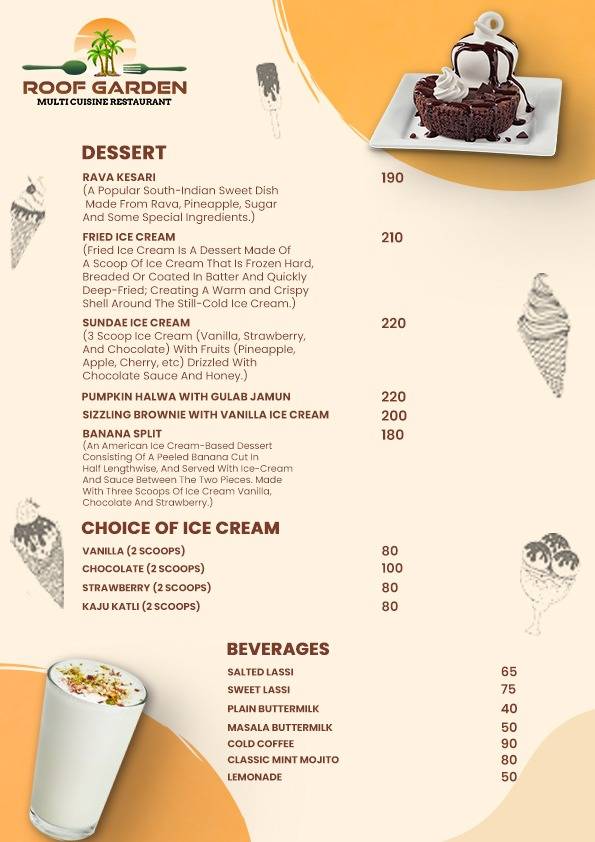 ROOF GARDEN
MULTI CUISINE RESTAURANT
DESSERT
RAVA KESARI 190
(A Popular South-Indian Sweet Dish
Made From Rava, Pineapple, Sugar
And Some Special Ingredients.)
FRIED ICE CREAM 210
(Fried Ice Cream Is A Dessert Made Of
A Scoop Of Ice Cream That Is Frozen Hard,
Breaded Or Coated In Batter And Quickly
Deep-Fried; Creating A Warm and Crispy
Shell Around The Still-Cold Ice Cream.)
SUNDAE ICE CREAM 220
(3 Scoop Ice Cream (Vanilla, Strawberry,
And Chocolate) With Fruits (Pineapple,
Apple, Cherry, etc) Drizzled With
Chocolate Sauce And Honey.)
PUMPKIN HALWA WITH GULAB JAMUN 220
SIZZLING BROWNIE WITH VANILLA ICE CREAM 200
BANANA SPLIT 180
(An American Ice Cream-Based Dessert
Consisting Of A Peeled Banana Cut In
Half Lengthwise, And Served With Ice-Cream
And Sauce Between The Two Pieces. Made
With Three Scoops Of Ice Cream Vanilla,
Chocolate And Strawberry.)
CHOICE OF ICE CREAM
VANILLA (2 SCOOPS) 80
CHOCOLATE (2 SCOOPS) 100
STRAWBERRY (2 SCOOPS) 80
KAJU KATLI (2 SCOOPS) 80
BEVERAGES
SALTED LASSI 65
SWEET LASSI 75
PLAIN BUTTERMILK 40
MASALA BUTTERMILK 50
COLD COFFEE 90
CLASSIC MINT MOJITO 80
LEMONADE 50